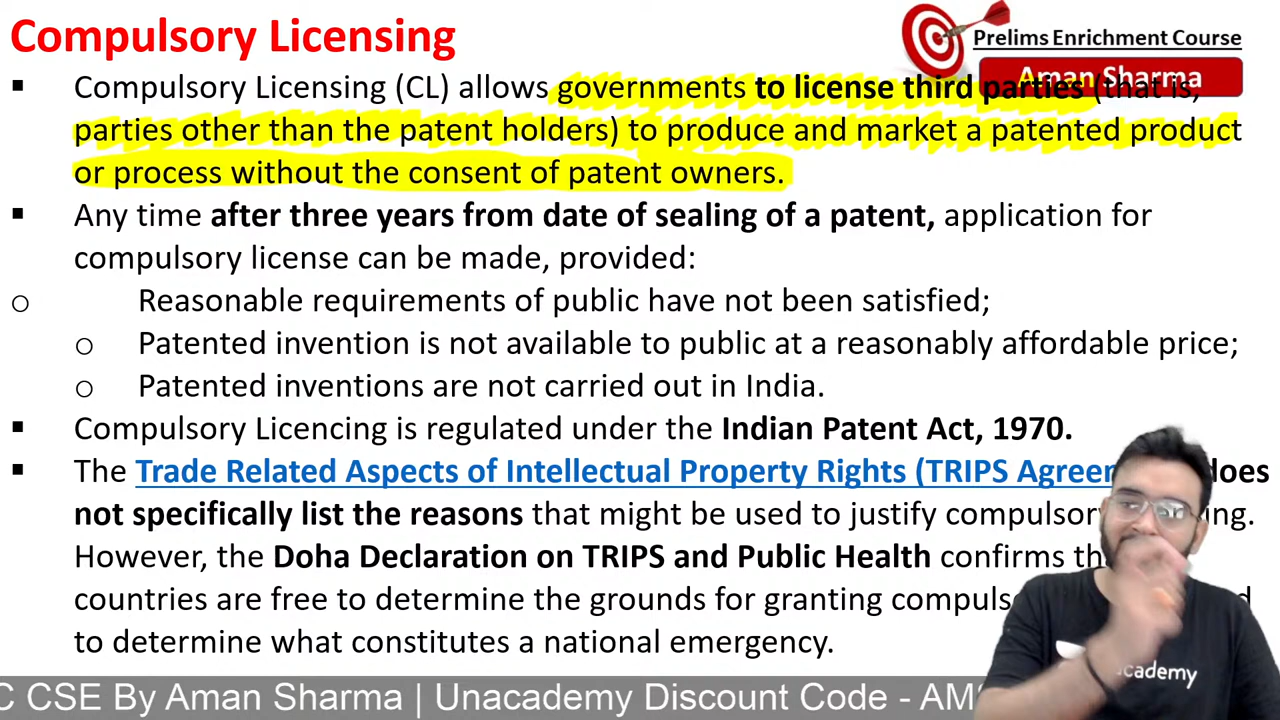 Compulsory Licensing
Prelims Enrichment Course
Aman Sharma
▪ Compulsory Licensing (CL) allows governments to license third parties (that is,
parties other than the patent holders) to produce and market a patented product
or process without the consent of patent owners.
▪ Any time after three years from date of sealing of a patent, application for
compulsory license can be made, provided:
o Reasonable requirements of public have not been satisfied;
o Patented invention is not available to public at a reasonably affordable price;
o Patented inventions are not carried out in India.
▪ Compulsory Licencing is regulated under the Indian Patent Act, 1970.
▪ The Trade Related Aspects of Intellectual Property Rights (TRIPS does
not specifically list the reasons that might be used to justify
However, the Doha Declaration on TRIPS and Public Health confirms
countries are free to determine the grounds for granting
to determine what constitutes a national emergency.
academy
C CSE By Aman Sharma | Unacademy Discount Code - AM